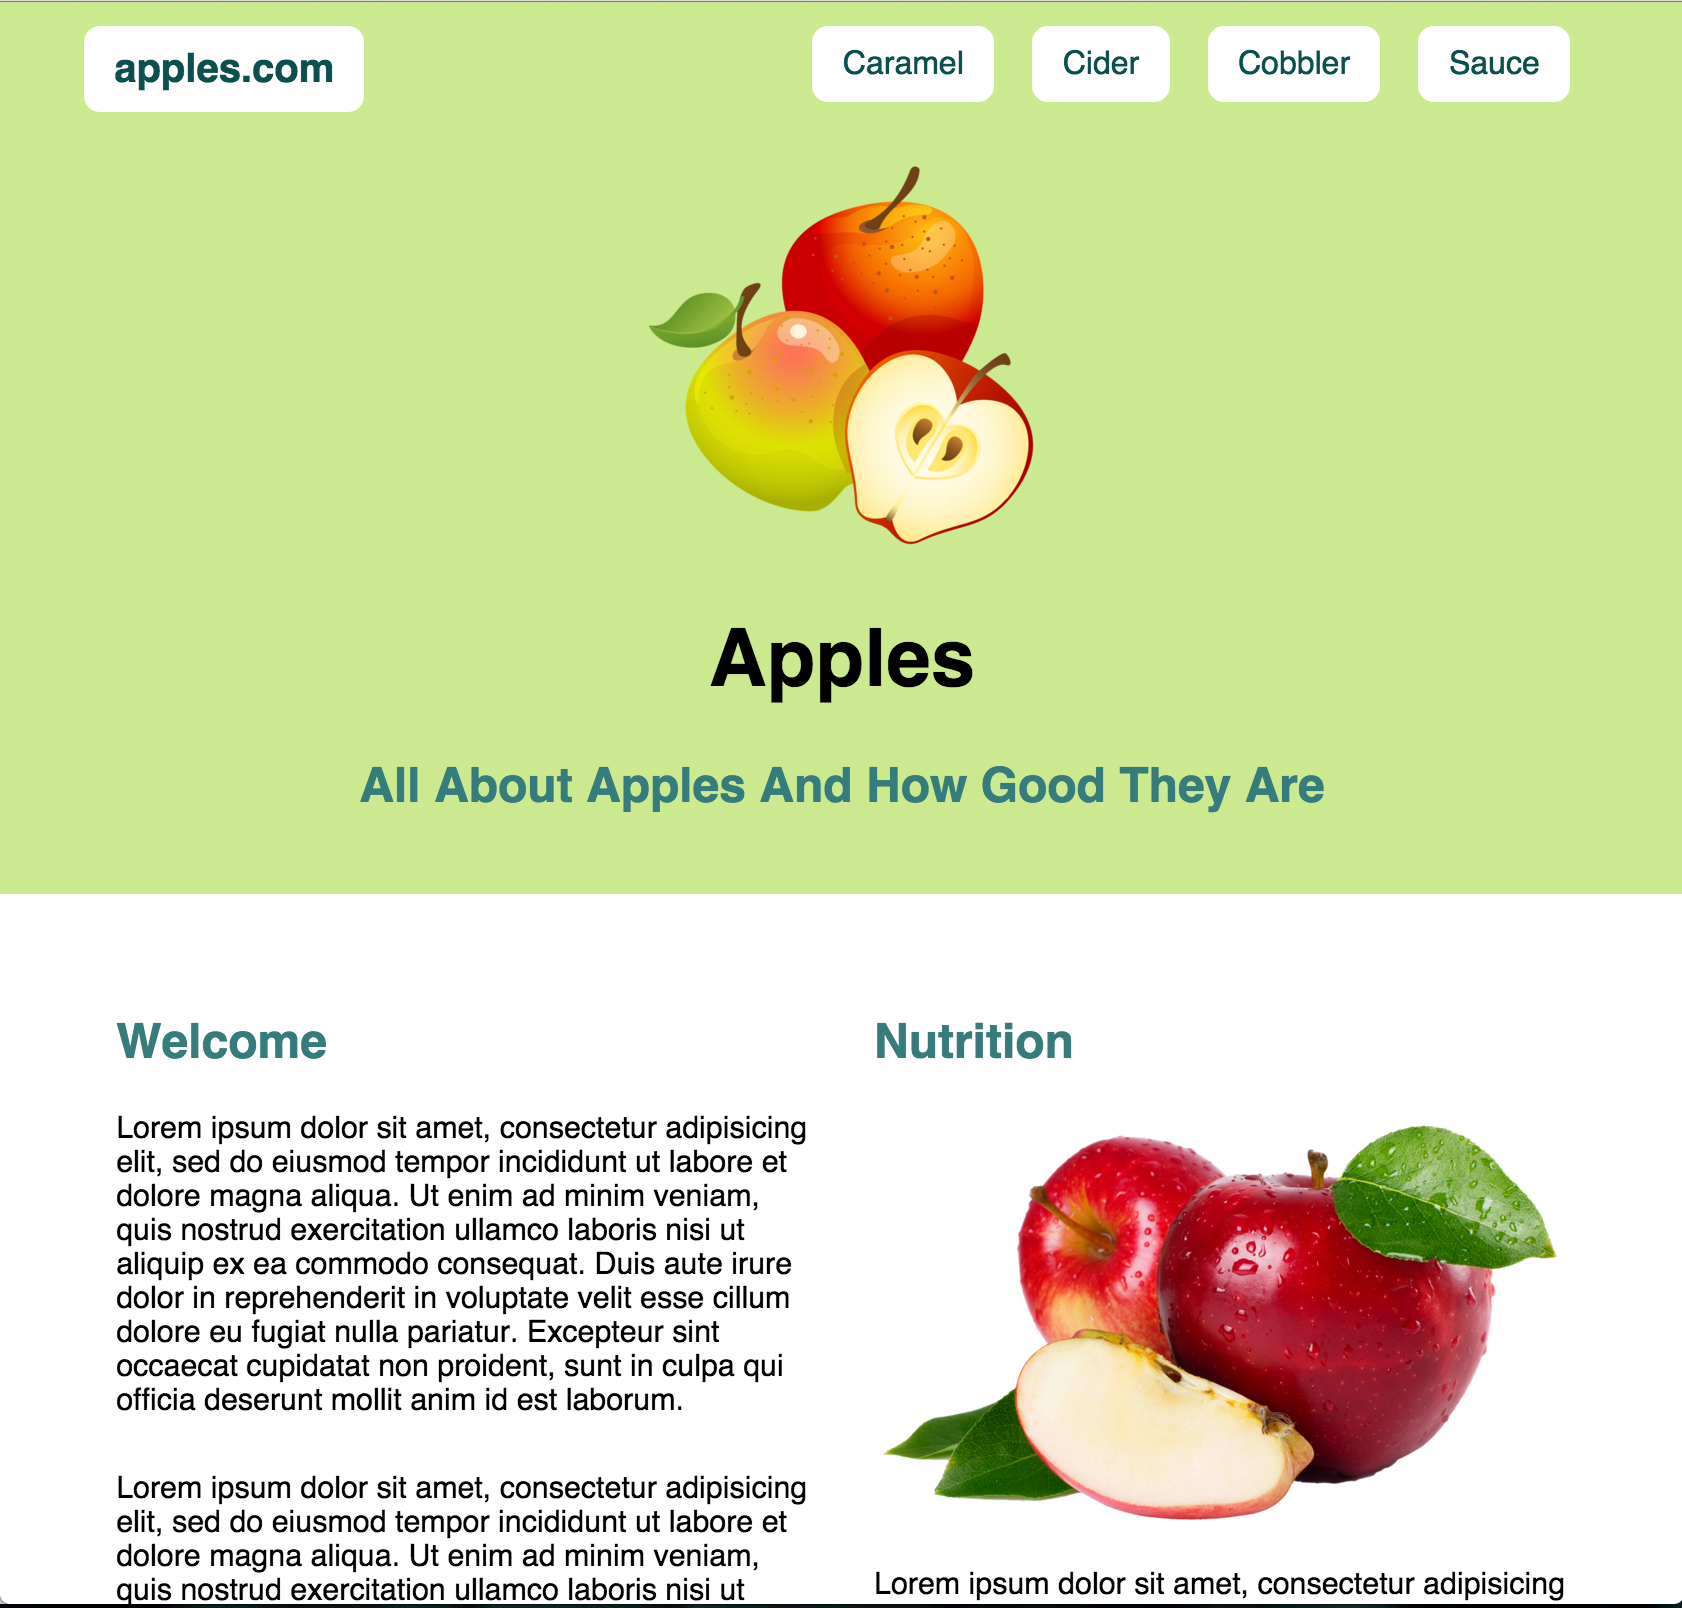 apples.com
Caramel
Cider
Cobbler
Sauce
Apples
All About Apples And How Good They Are
Welcome
Lorem ipsum dolor sit amet, consectetur adipisicing
elit, sed do eiusmod tempor incididunt ut labore et
dolore magna aliqua. Ut enim ad minim veniam,
quis nostrud exercitation ullamco laboris nisi ut
aliquip ex ea commodo consequat. Duis aute irure
dolor in reprehenderit in voluptate velit esse cillum
dolore eu fugiat nulla pariatur. Excepteur sint
occaecat cupidatat non proident, sunt in culpa qui
officia deserunt mollit anim id est laborum.
Lorem ipsum dolor sit amet, consectetur adipisicing
elit, sed do eiusmod tempor incididunt ut labore et
dolore magna aliqua. Ut enim ad minim veniam,
quis nostrud exercitation ullamco laboris nisi ut
Nutrition
Lorem ipsum dolor sit amet, consectetur adipisicing